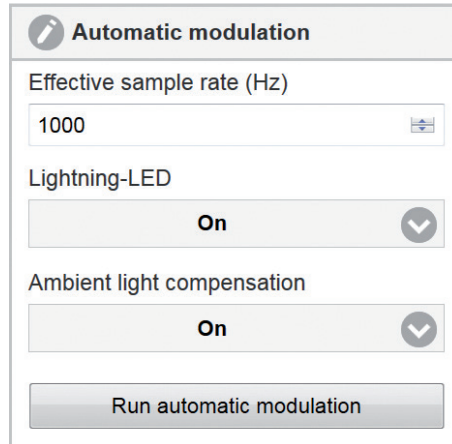 Automatic modulation
Effective sample rate (Hz)
1000
Lightning-LED
On
Ambient light compensation
On
Run automatic modulation